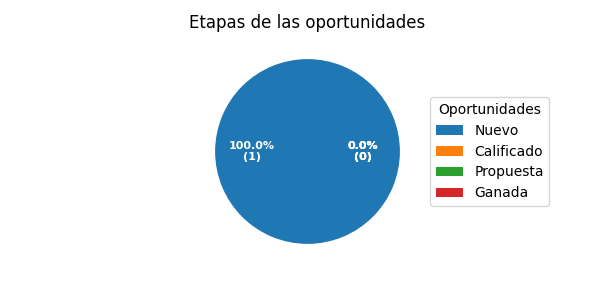 Etapas de las oportunidades
100.0%
(1)
0.0%
(0)
Oportunidades
Nuevo
Calificado
Propuesta
Ganada